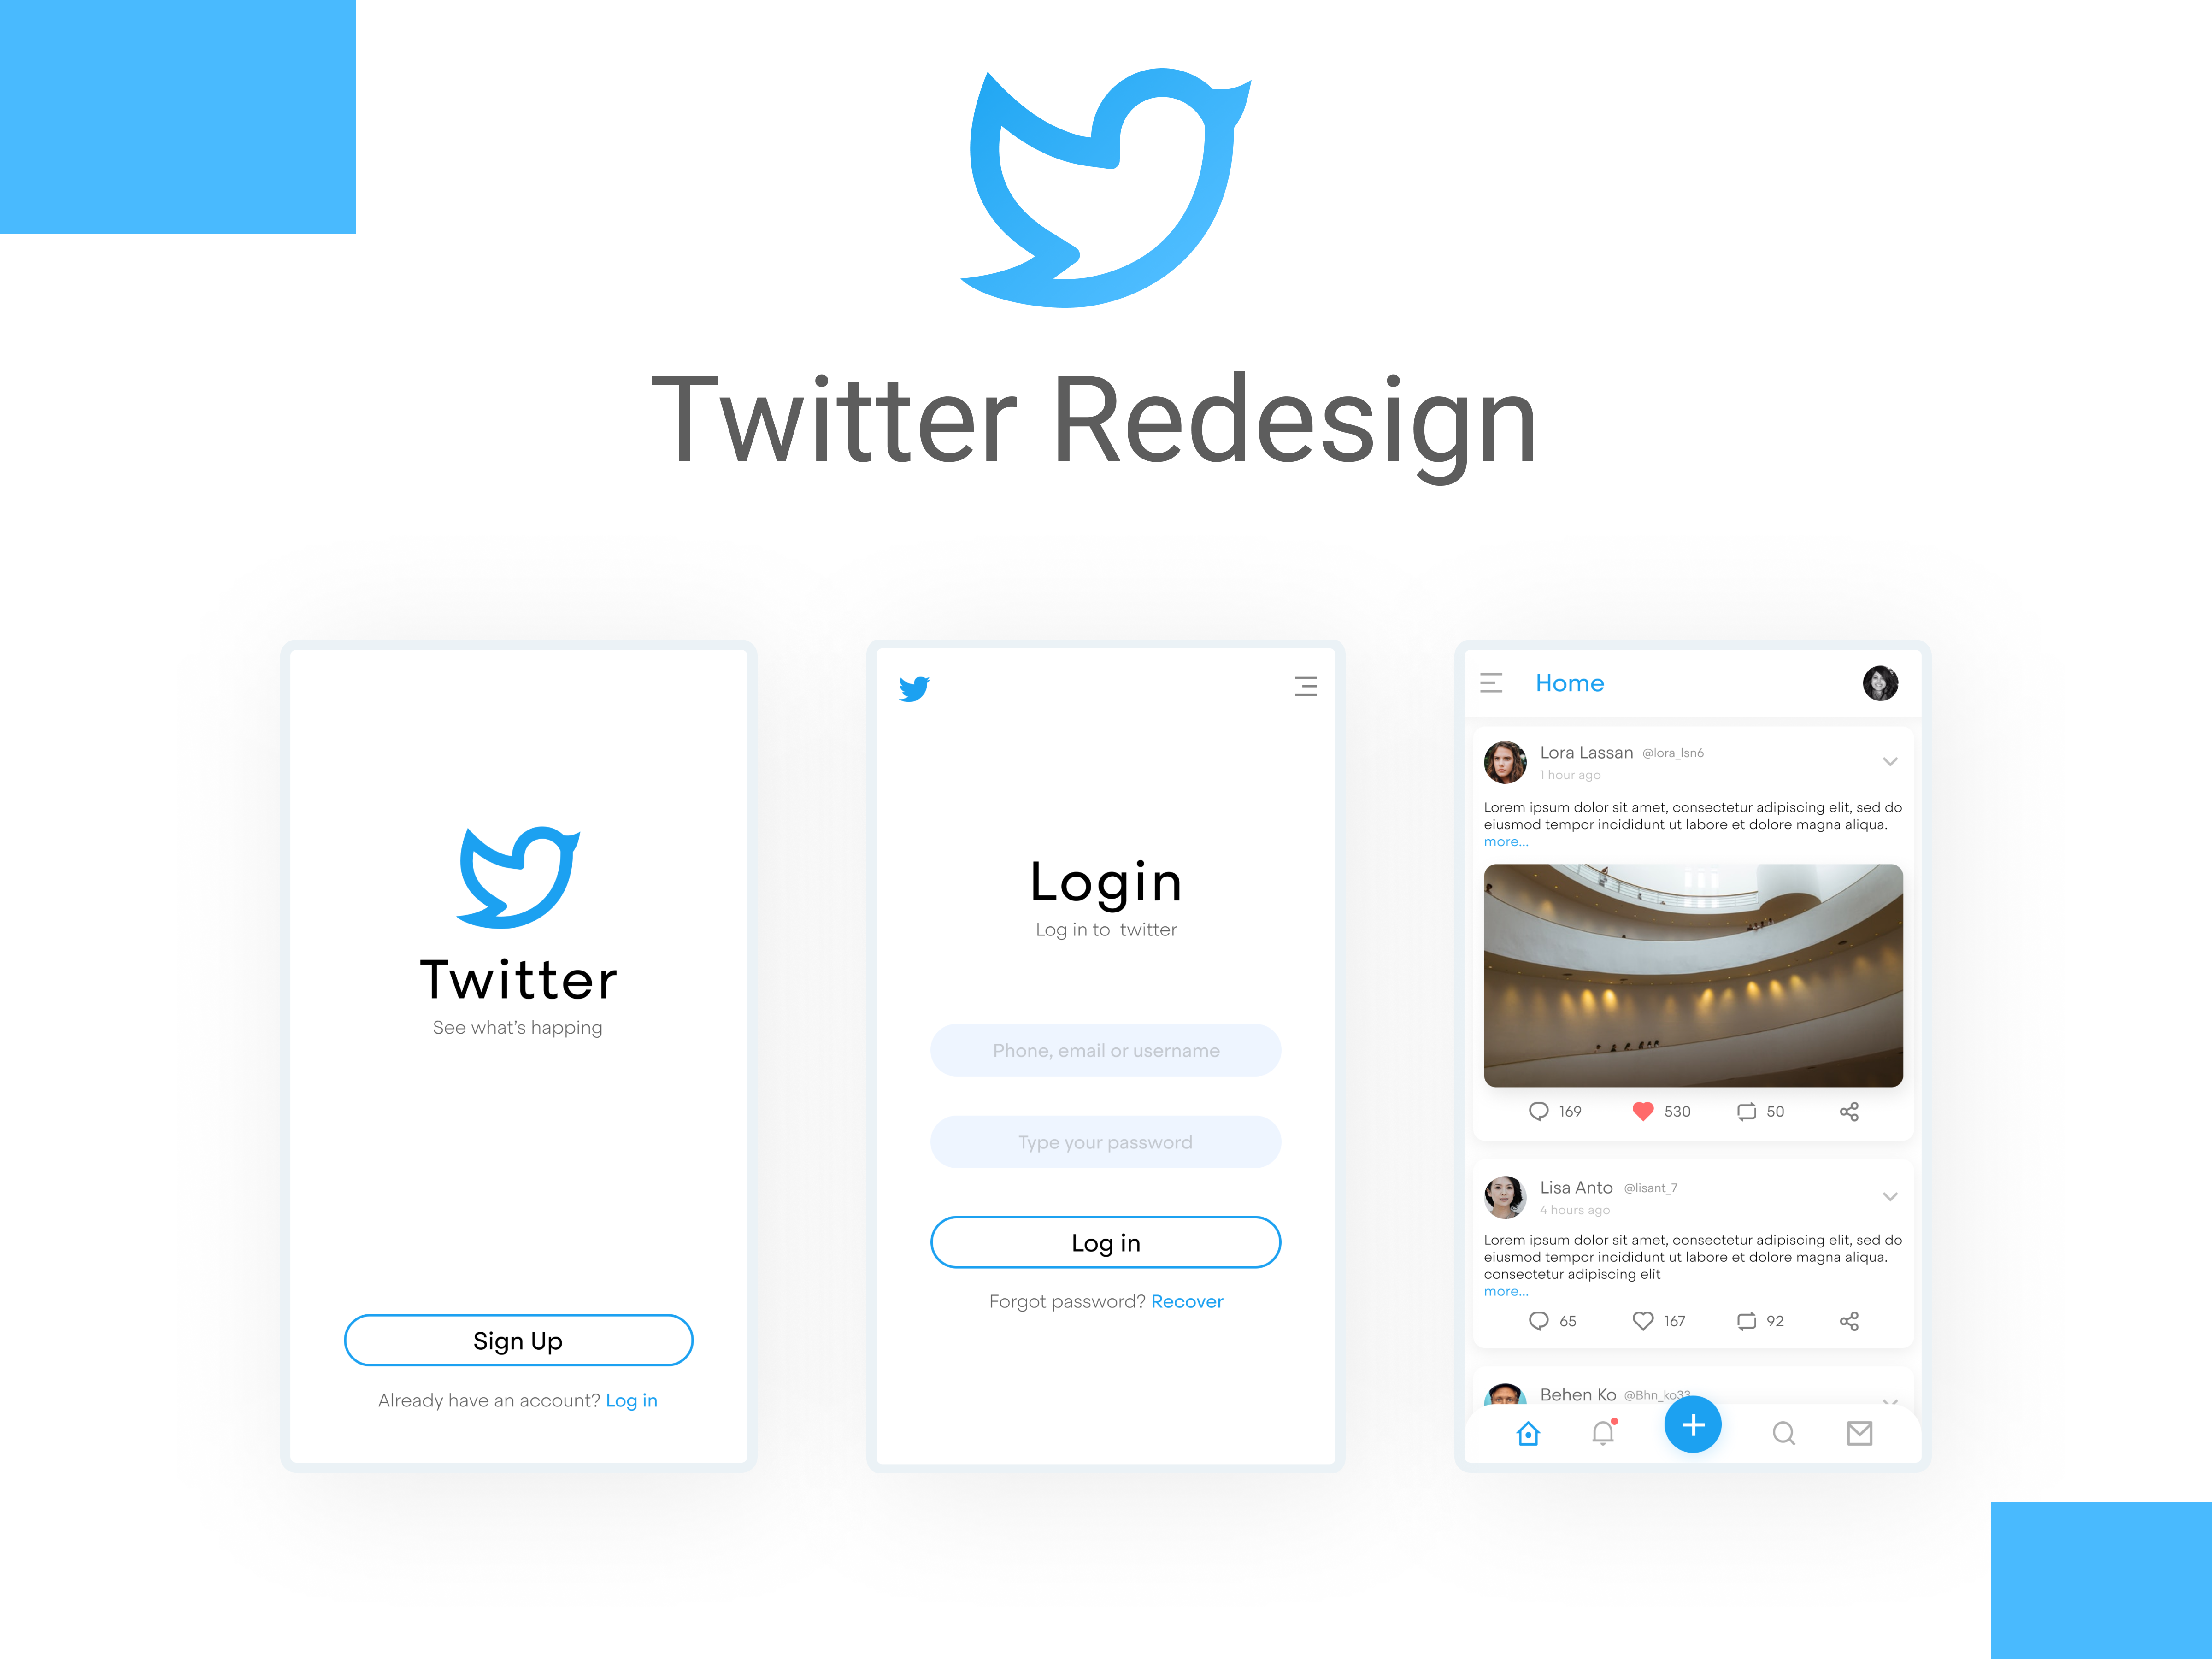 Twitter Redesign
Twitter
See what's happing
Sign Up
Already have an account? Log in
Login
Log in to  twitter
Phone, email or username
Type your password
Log in
Forgot password? Recover
Home
Lora Lassan @lora_lsn6
1 hour ago
Lorem ipsum dolor sit amet, consectetur adipiscing elit, sed do
eiusmod tempor incididunt ut labore et dolore magna aliqua.
more...
169 530 50
Lisa Anto @lisant_7
4 hours ago
Lorem ipsum dolor sit amet, consectetur adipiscing elit, sed do
eiusmod tempor incididunt ut labore et dolore magna aliqua.
consectetur adipiscing elit
more...
65 167 92
Behen Ko @Bhn_ko33